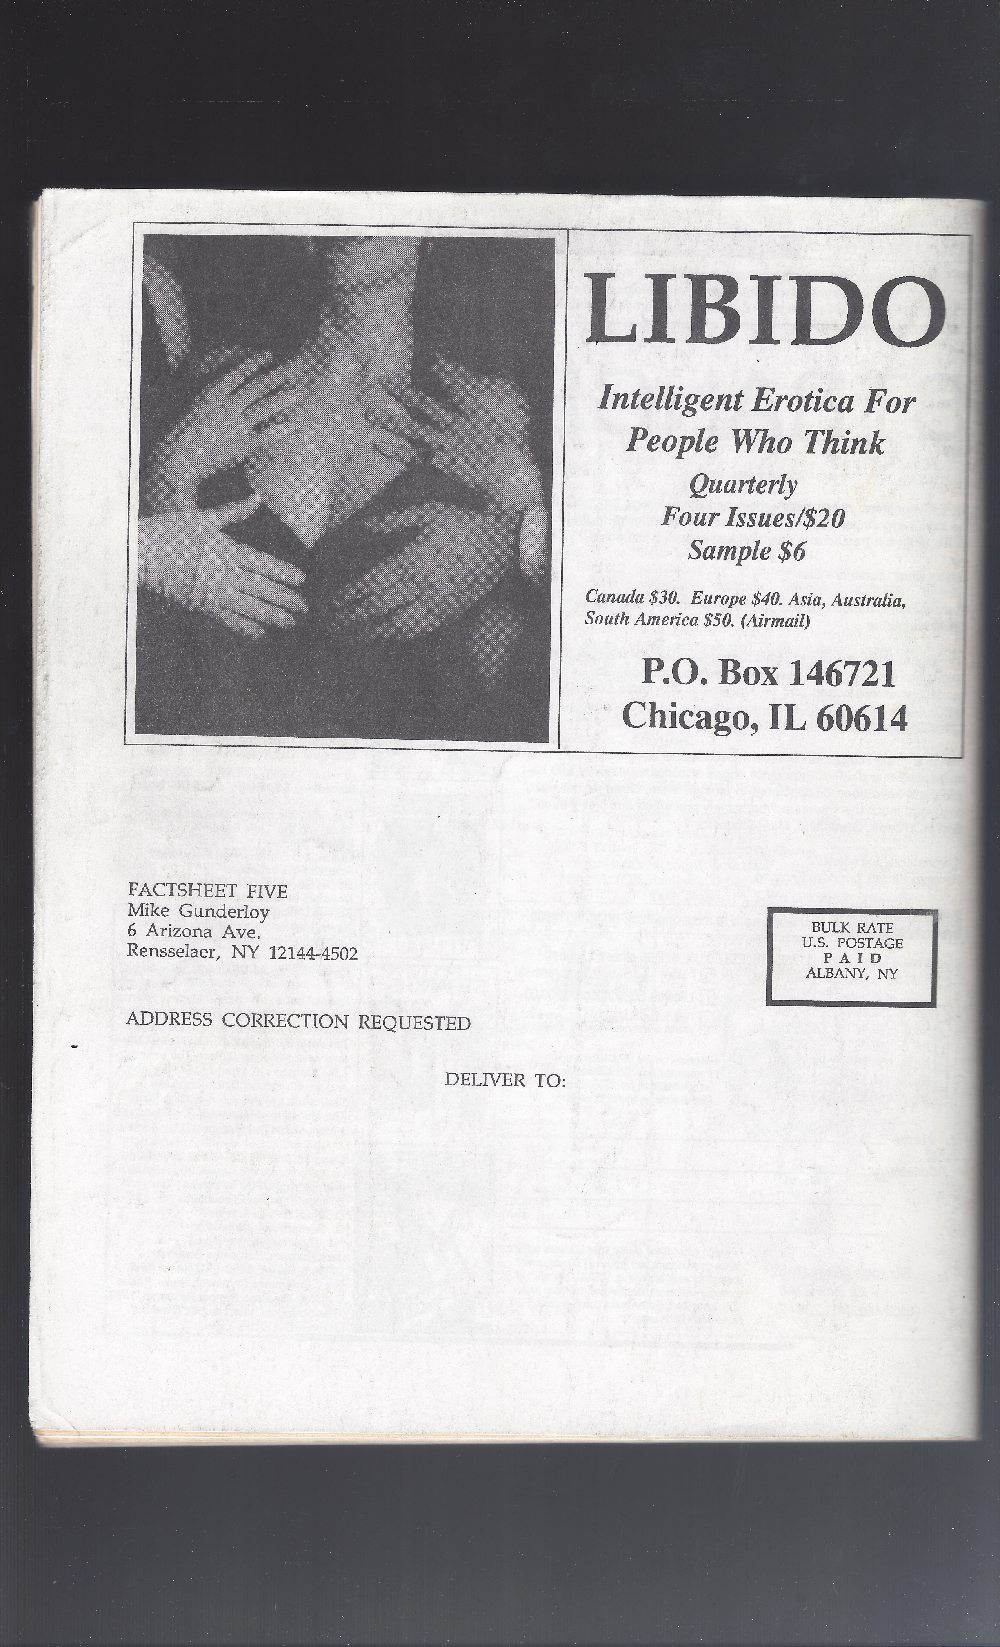 LIBIDO
Intelligent Erotica For
People Who Think
Quarterly
Four Issues/$20
Sample $6
Canada $30. Europe $40. Asia, Australia,
South America $50. (Airmail)
P.O. Box 146721
Chicago, IL 60614
FACTSHEET FIVE
Mike Gunderloy
6 Arizona Ave.
Rensselaer, NY 12144-4502
BULK RATE
U.S. POSTAGE
P A I D
ALBANY, NY
ADDRESS CORRECTION REQUESTED
DELIVER TO: